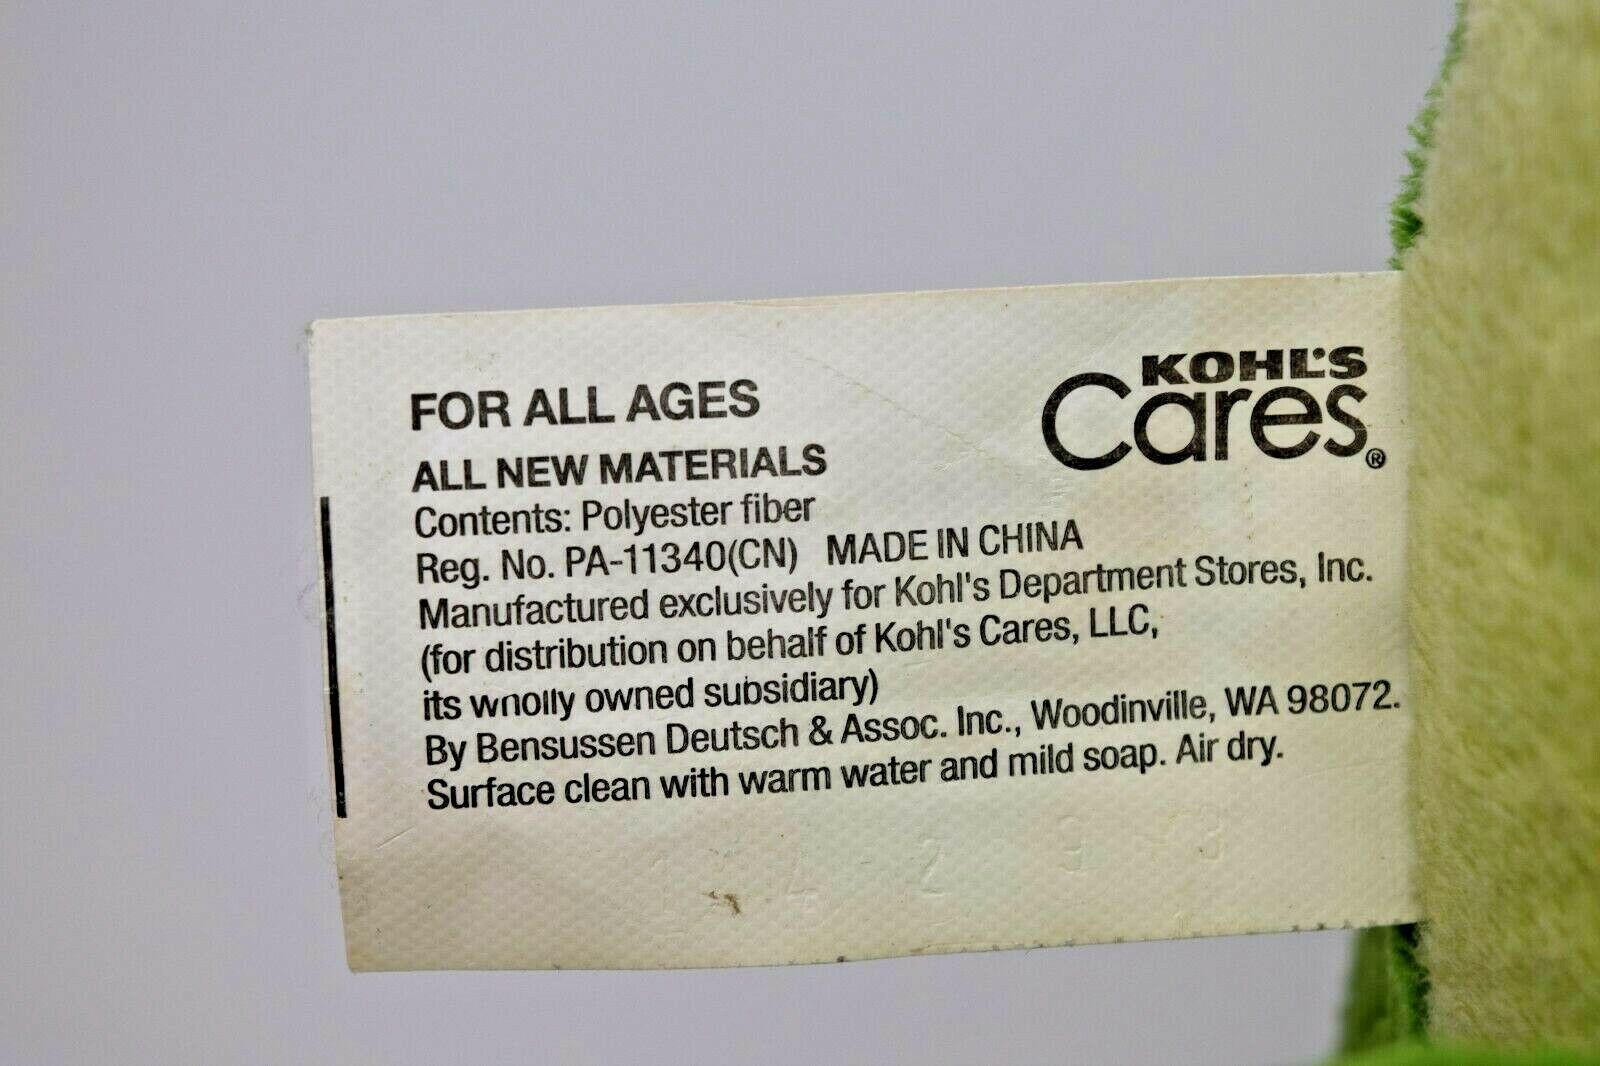 KOHL'S
Cares®
FOR ALL AGES
ALL NEW MATERIALS
Contents: Polyester fiber
Reg. No. PA-11340(CN) MADE IN CHINA
Manufactured exclusively for Kohl's Department Stores, Inc.
(for distribution on behalf of Kohl's Cares, LLC,
its wholly owned subsidiary)
By Bensussen Deutsch & Assoc. Inc., Woodinville, WA 98072.
Surface clean with warm water and mild soap. Air dry.